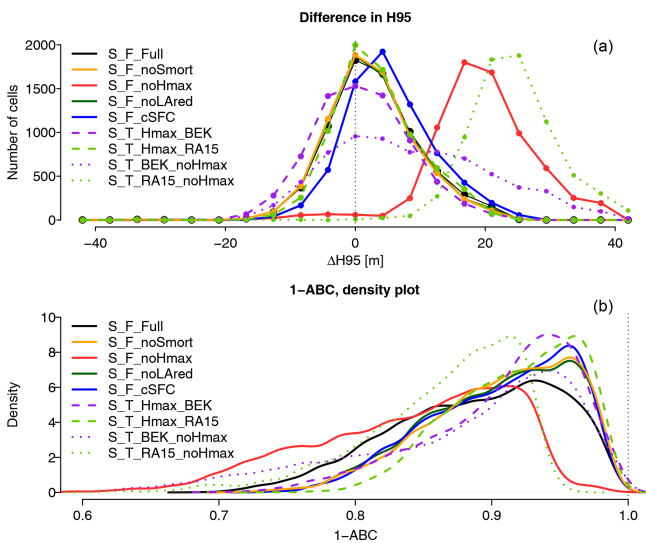 Difference in H95
(a)
2000
1500
1000
500
0
Number of cells
S_F_Full
S_F_noSmort
S_F_noHmax
S_F_noLAred
S_F_cSFC
S_T_Hmax_BEK
S_T_Hmax_RA15
S_T_BEK_noHmax
S_T_RA15_noHmax
−40 −20 0 20 40
ΔH95 [m]
1−ABC, density plot
(b)
10
8
6
4
2
0
Density
S_F_Full
S_F_noSmort
S_F_noHmax
S_F_noLAred
S_F_cSFC
S_T_Hmax_BEK
S_T_Hmax_RA15
S_T_BEK_noHmax
S_T_RA15_noHmax
0.6 0.7 0.8 0.9 1.0
1−ABC